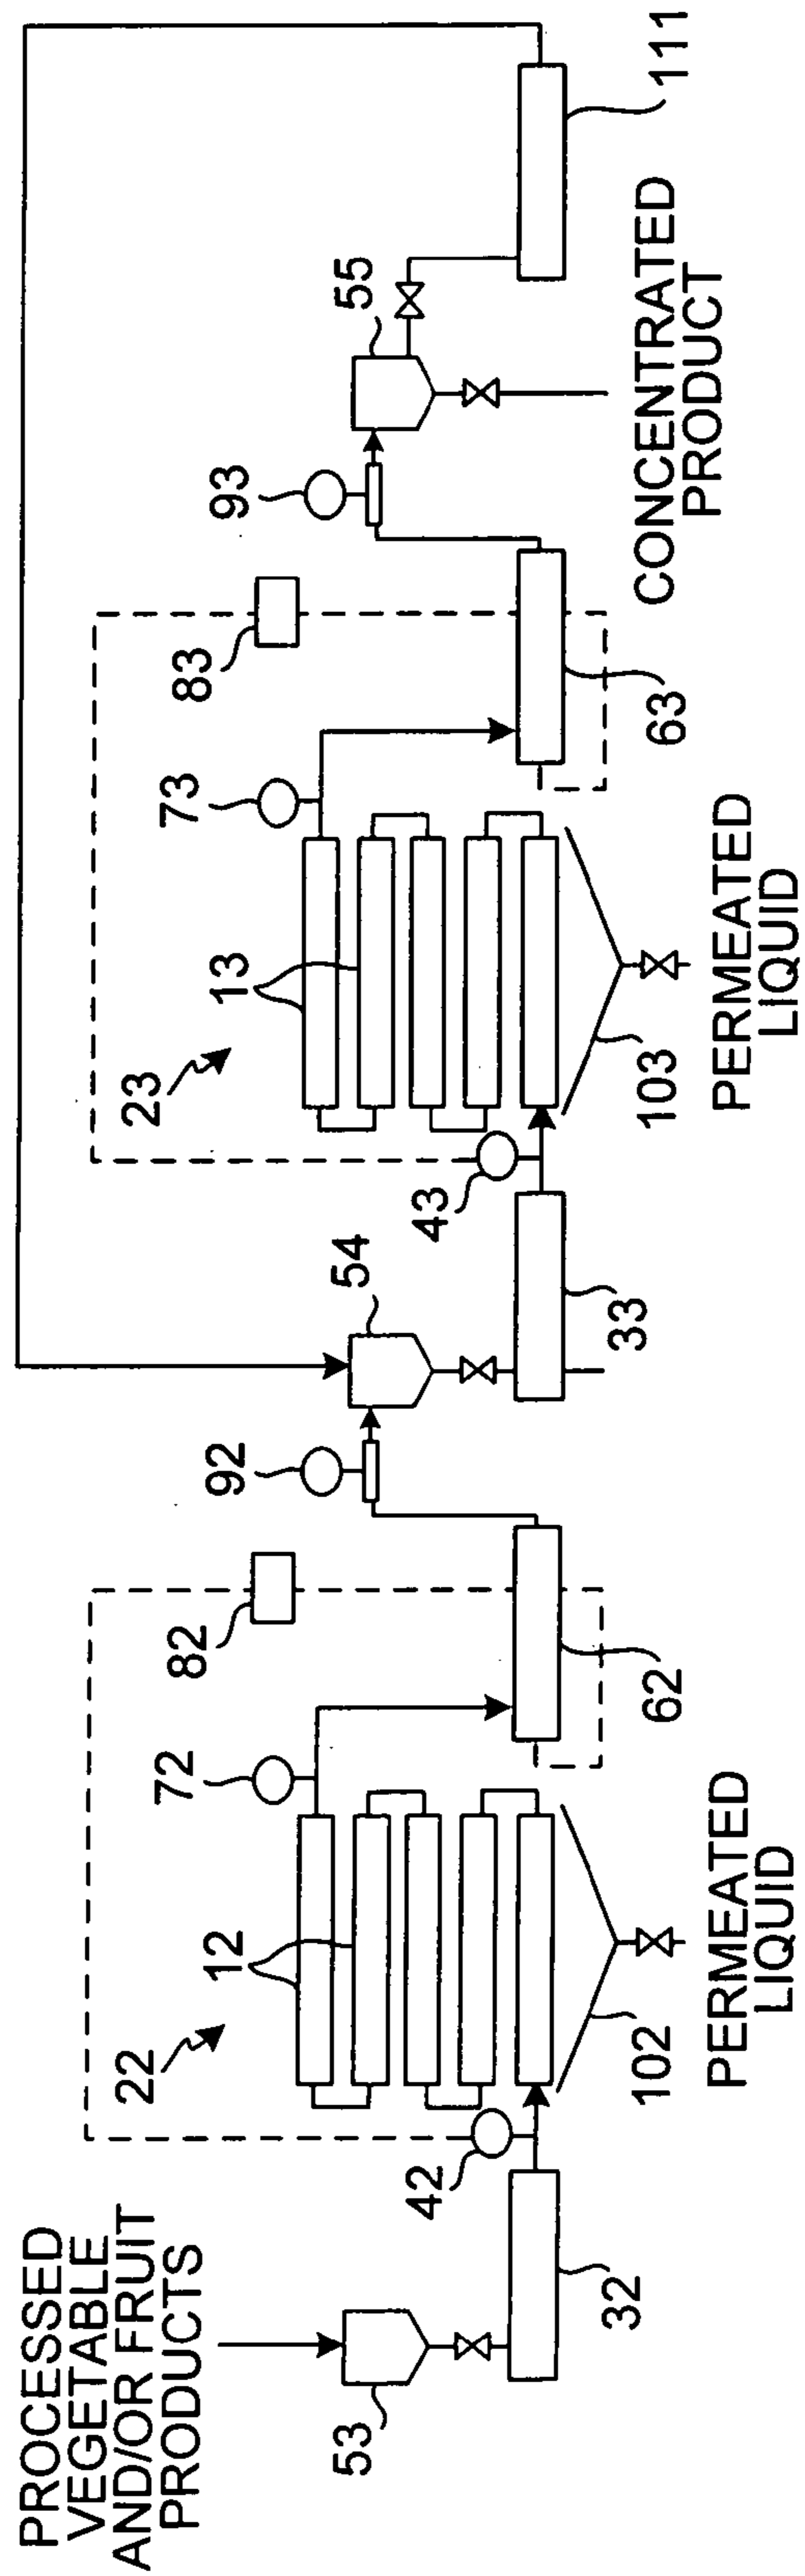 PROCESSED
VEGETABLE
AND/OR FRUIT
PRODUCTS
53
32
42
22
12
72
82
62
102
PERMEATED
LIQUID
92
54
33
43
23
13
73
83
63
103
PERMEATED
LIQUID
93
55
111
CONCENTRATED
PRODUCT